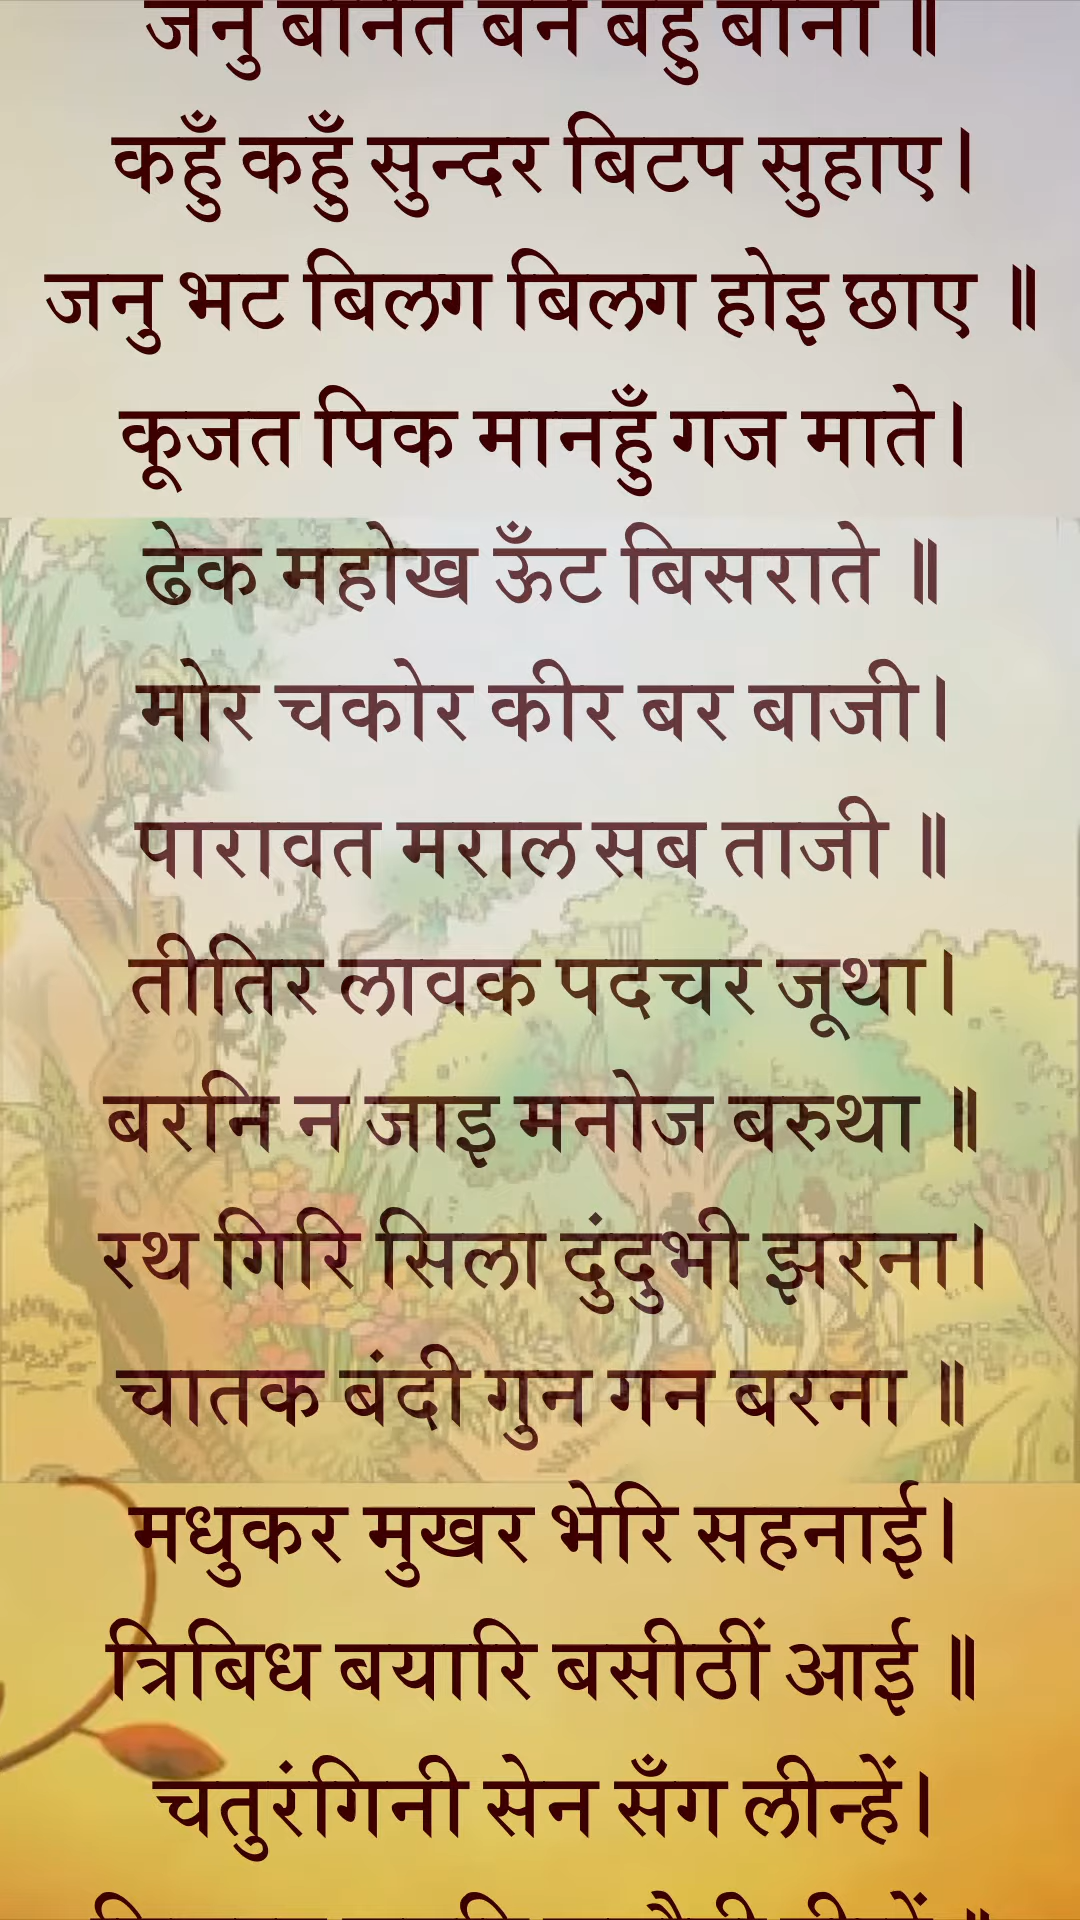 जनु बानैत बने बहु बाना ॥
कहुँ कहुँ सुन्दर बिटप सुहाए।
जनु भट बिलग बिलग होइ छाए ॥
कूजत पिक मानहुँ गज माते।
ढेक महोख ऊँट बिसराते ॥
मोर चकोर कीर बर बाजी।
पारावत मराल सब ताजी ॥
तीतिर लावक पदचर जूथा।
बरनि न जाइ मनोज बरुथा ॥
रथ गिरि सिला दुंदुभी झरना।
चातक बंदी गुन गन बरना ॥
मधुकर मुखर भेरि सहनाई।
त्रिबिध बयारि बसीठीं आई ॥
चतुरंगिनी सेन सँग लीन्हें।